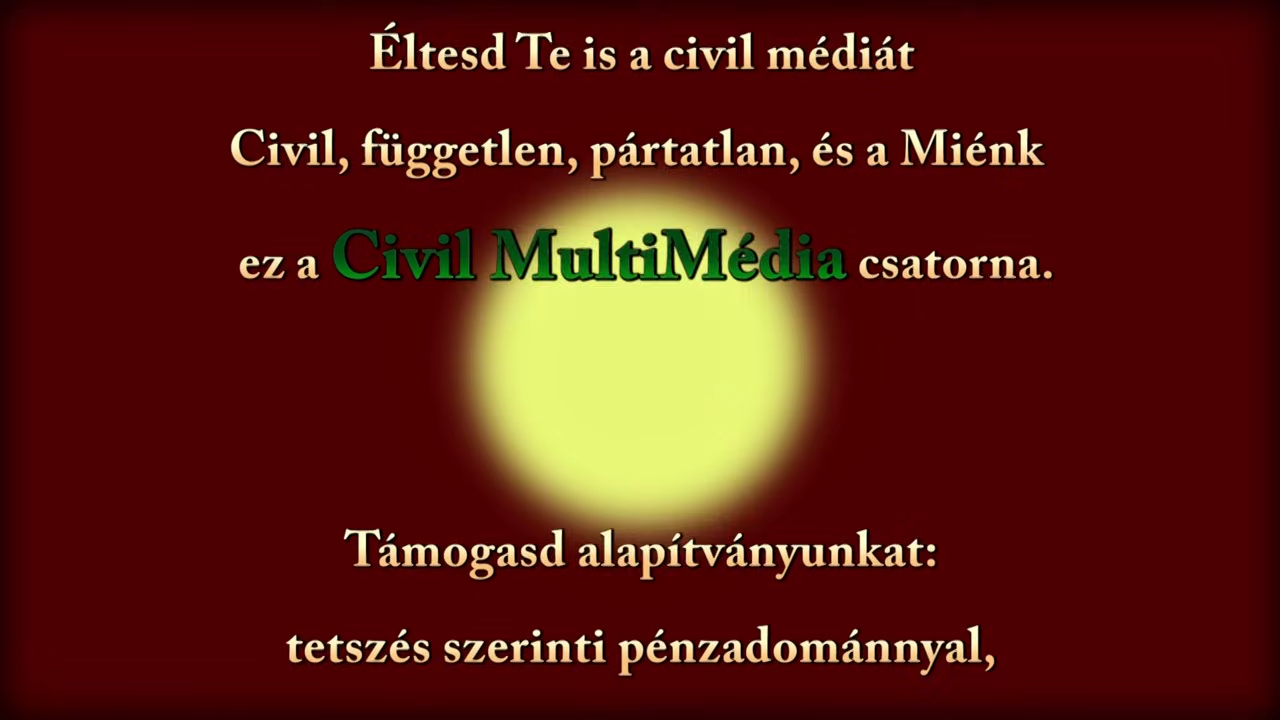 Éltesd Te is a civil médiát
Civil, független, pártatlan, és a Miénk
ez a Civil MultiMédia csatorna.
Támogasd alapítványunkat:
tetszés szerinti pénzadománnyal,